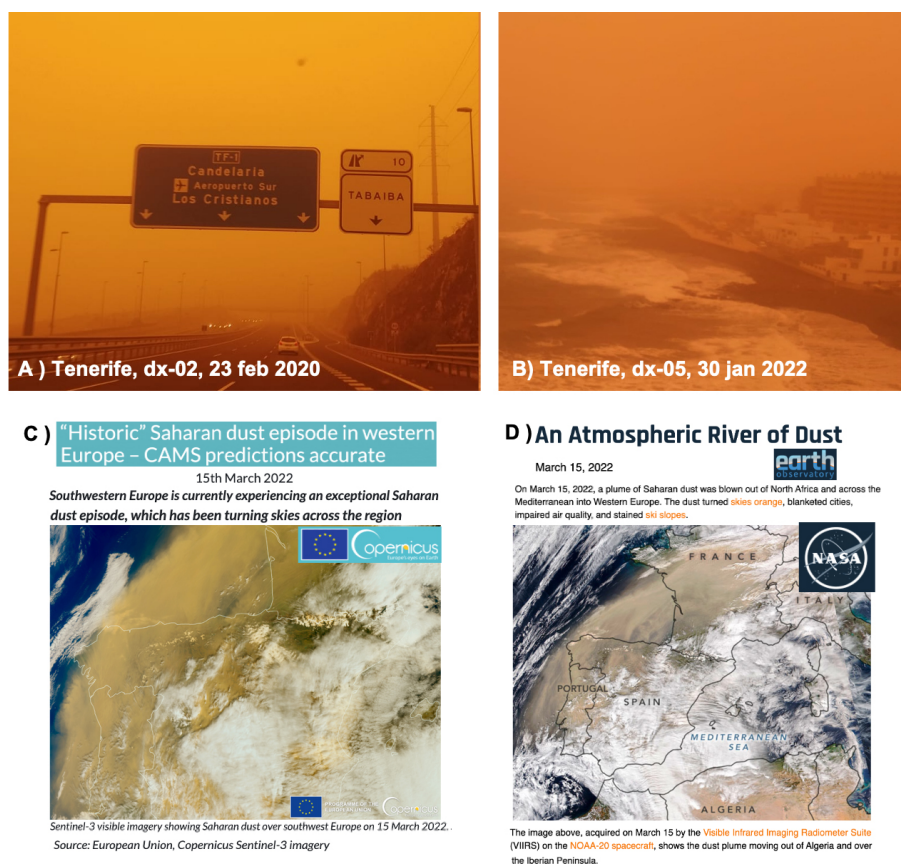 TF-1
Candelaria
Aeropuerto Sur
Los Cristianos
10
TABAIBA
A ) Tenerife, dx-02, 23 feb 2020
B) Tenerife, dx-05, 30 jan 2022
C )
“Historic” Saharan dust episode in western
Europe – CAMS predictions accurate
15th March 2022
Southwestern Europe is currently experiencing an exceptional Saharan
dust episode, which has been turning skies across the region
opernicus
Europe's eyes on Earth
PROGRAMME OF
opernicus
Sentinel-3 visible imagery showing Saharan dust over southwest Europe on 15 March 2022. .
Source: European Union, Copernicus Sentinel-3 imagery
D ) An Atmospheric River of Dust
March 15, 2022
earth
observatory
On March 15, 2022, a plume of Saharan dust was blown out of North Africa and across the
Mediterranean into Western Europe. The dust turned skies orange, blanketed cities,
impaired air quality, and stained ski slopes.
NASA
FRANCE
ITALY
PORTUGAL
SPAIN
MEDITERRANEAN
SEA
ALGERIA
The image above, acquired on March 15 by the Visible Infrared Imaging Radiometer Suite
(VIIRS) on the NOAA-20 spacecraft, shows the dust plume moving out of Algeria and over
the Iberian Peninsula.